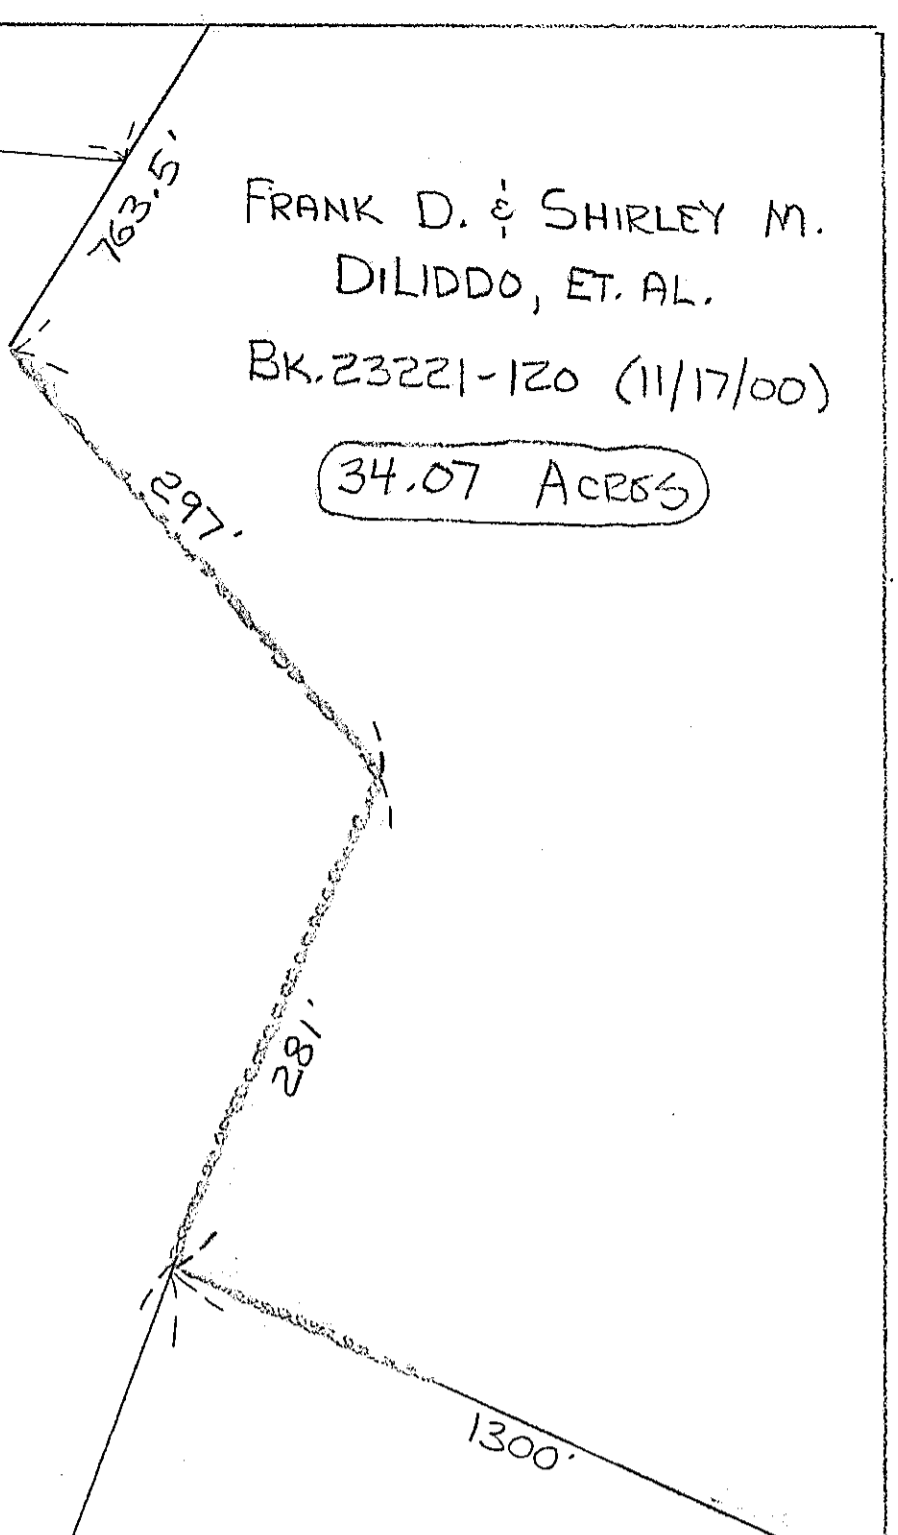 763.5'
FRANK D. & SHIRLEY M.
DILIDDO, ET. AL.
BK.23221-120 (11/17/00)
34.07 ACRES
297'
281'
1300'